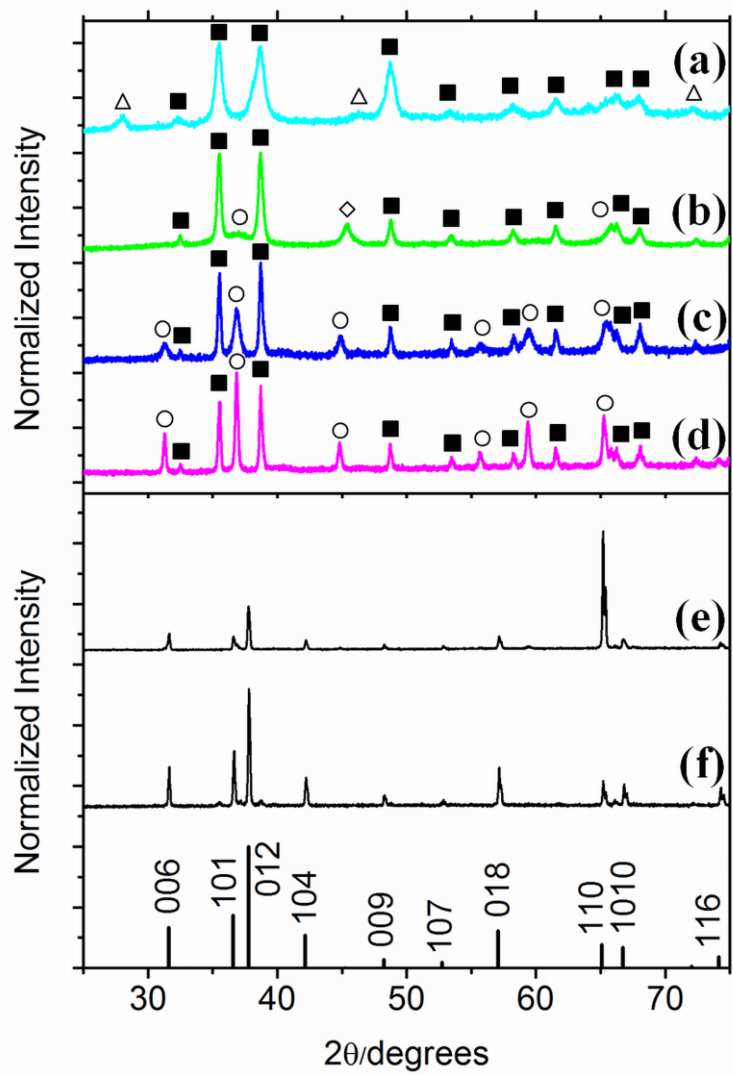 (a)
(b)
(c)
(d)
Normalized Intensity
(e)
(f)
Normalized Intensity
006
101
012
104
009
107
018
110
1010
116
30
40
50
60
70
2θ/degrees